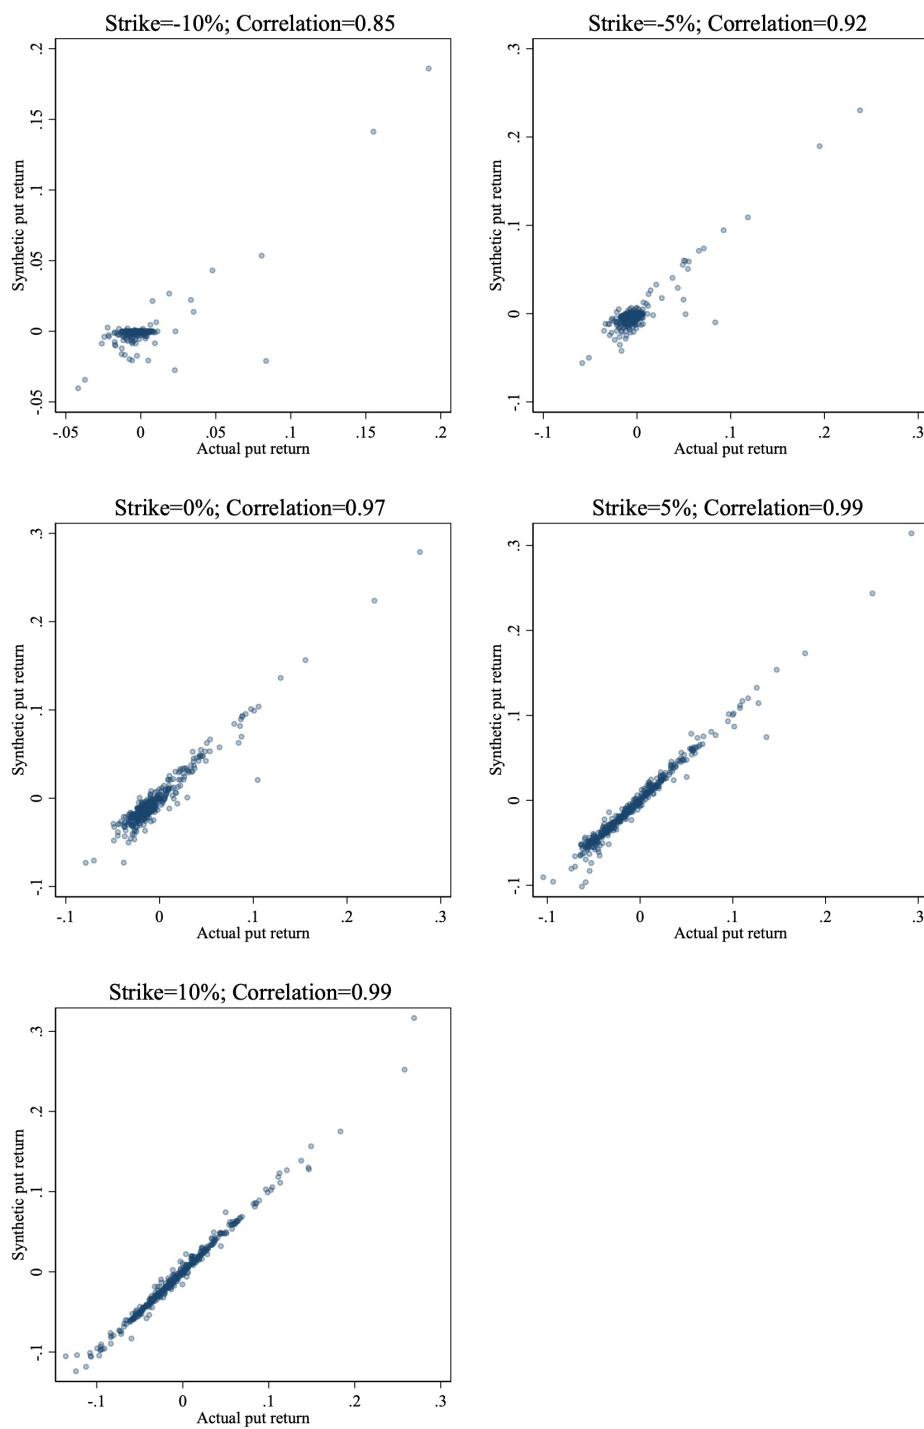 Strike=-10%; Correlation=0.85
Synthetic put return
.2
.15
.1
.05
0
-.05
-.05 0 .05 .1 .15 .2
Actual put return
Strike=-5%; Correlation=0.92
Synthetic put return
.3
.2
.1
0
-.1
-.1 0 .1 .2 .3
Actual put return
Strike=0%; Correlation=0.97
Synthetic put return
.3
.2
.1
0
-.1
-.1 0 .1 .2 .3
Actual put return
Strike=5%; Correlation=0.99
Synthetic put return
.3
.2
.1
0
-.1
-.1 0 .1 .2 .3
Actual put return
Strike=10%; Correlation=0.99
Synthetic put return
.3
.2
.1
0
-.1
-.1 0 .1 .2 .3
Actual put return